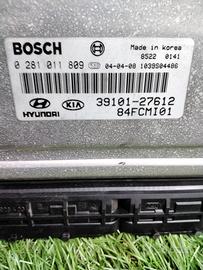 BOSCH
Made in korea
8522 0141
0 281 011 809 04-04-08 1039S04486
HYUNDAI
KIA
39101-27612
84FCMI01